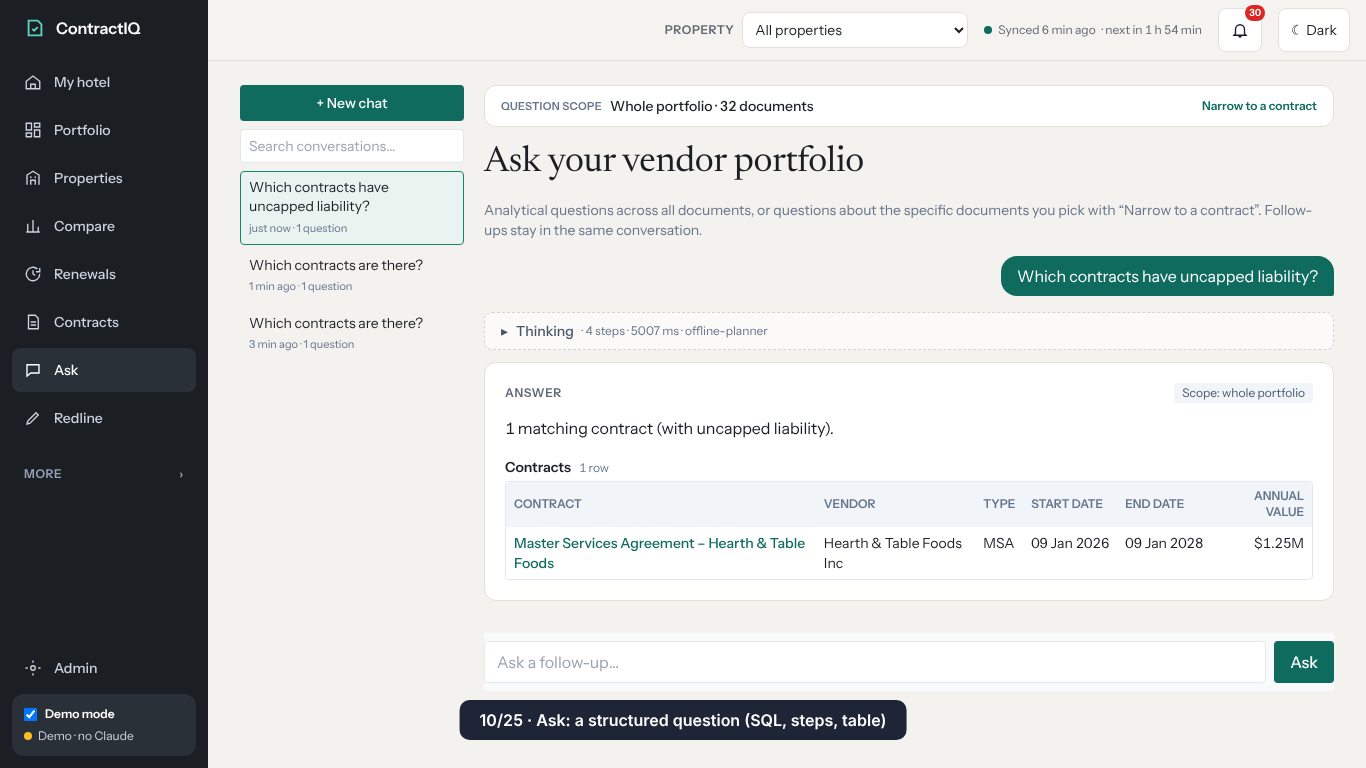 ContractIQ
My hotel
Portfolio
Properties
Compare
Renewals
Contracts
Ask
Redline
MORE ›
Admin
Demo mode
Demo · no Claude
PROPERTY All properties
Synced 6 min ago · next in 1 h 54 min
30
☾ Dark
+ New chat
Search conversations...
Which contracts have
uncapped liability?
just now · 1 question
Which contracts are there?
1 min ago · 1 question
Which contracts are there?
3 min ago · 1 question
QUESTION SCOPE Whole portfolio · 32 documents
Narrow to a contract
Ask your vendor portfolio
Analytical questions across all documents, or questions about the specific documents you pick with “Narrow to a contract”. Follow-
ups stay in the same conversation.
Which contracts have uncapped liability?
▸ Thinking · 4 steps · 5007 ms · offline-planner
ANSWER
Scope: whole portfolio
1 matching contract (with uncapped liability).
Contracts 1 row
CONTRACT VENDOR TYPE START DATE END DATE ANNUAL
VALUE
Master Services Agreement – Hearth & Table Hearth & Table Foods MSA 09 Jan 2026 09 Jan 2028 $1.25M
Foods Inc
Ask a follow-up...
Ask
10/25 · Ask: a structured question (SQL, steps, table)